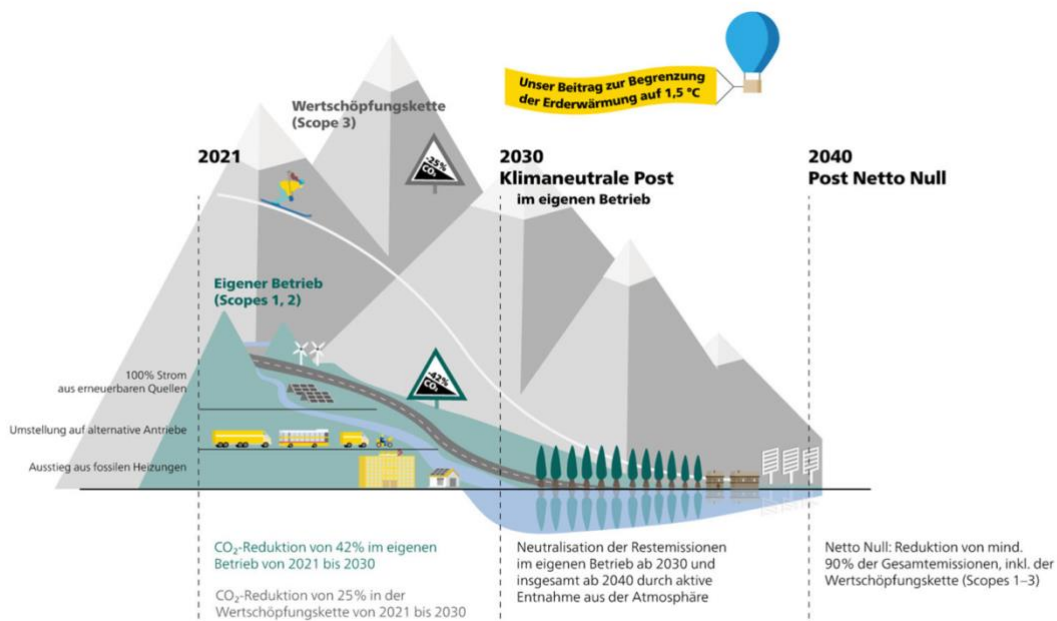 Unser Beitrag zur Begrenzung
der Erderwärmung auf 1,5 °C
Wertschöpfungskette
(Scope 3)
-25%
CO₂
2021
2030
Klimaneutrale Post
im eigenen Betrieb
2040
Post Netto Null
Eigener Betrieb
(Scopes 1, 2)
-42%
CO₂
100% Strom
aus erneuerbaren Quellen
Umstellung auf alternative Antriebe
Ausstieg aus fossilen Heizungen
CO₂-Reduktion von 42% im eigenen
Betrieb von 2021 bis 2030
CO₂-Reduktion von 25% in der
Wertschöpfungskette von 2021 bis 2030
Neutralisation der Restemissionen
im eigenen Betrieb ab 2030 und
insgesamt ab 2040 durch aktive
Entnahme aus der Atmosphäre
Netto Null: Reduktion von mind.
90% der Gesamtemissionen, inkl. der
Wertschöpfungskette (Scopes 1–3)